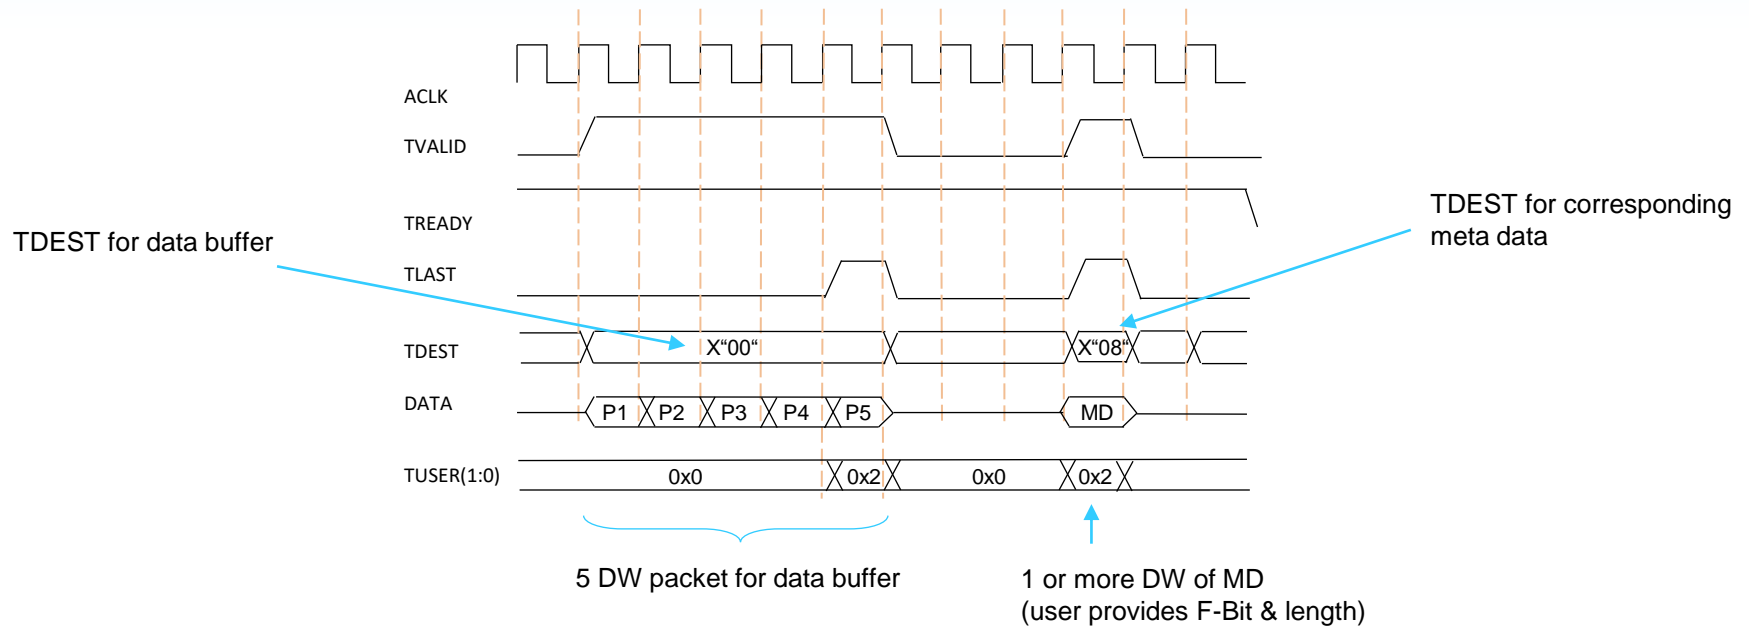 ACLK
TVALID
TREADY
TDEST for corresponding
meta data
TDEST for data buffer
TLAST
TDEST X“00“ X“08“
DATA P1 P2 P3 P4 P5 MD
TUSER(1:0) 0x0 0x2 0x0 0x2
5 DW packet for data buffer
1 or more DW of MD
(user provides F-Bit & length)